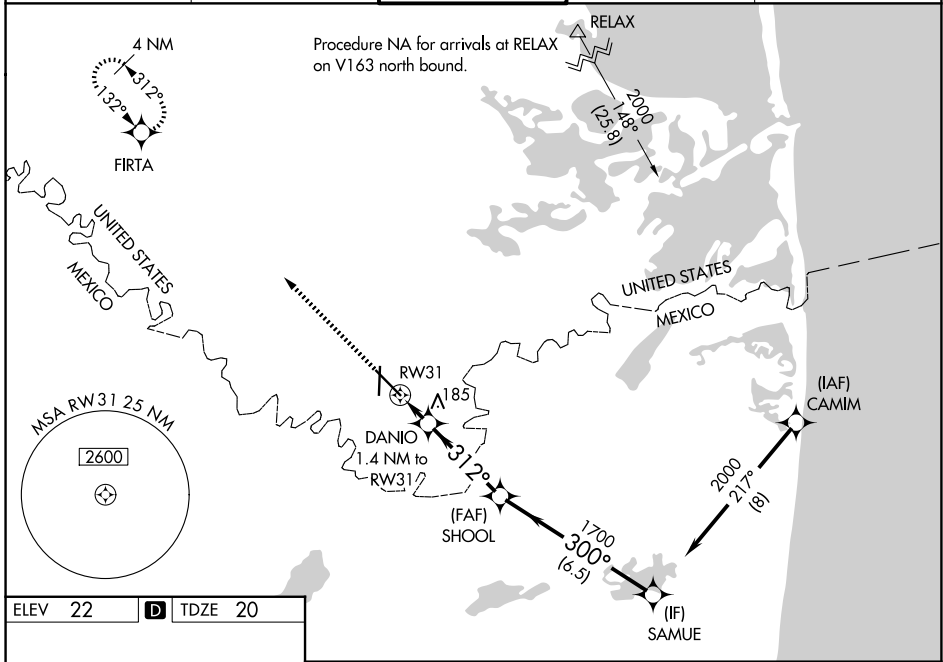 4 NM
312°
132°
FIRTA
Procedure NA for arrivals at RELAX
on V163 north bound.
RELAX
2000
148°
(25.8)
UNITED STATES
MEXICO
UNITED STATES
MEXICO
RW31
185
DANIO
1.4 NM to
RW31
312°
(FAF)
SHOOL
1700
300°
(6.5)
(IF)
SAMUE
(IAF)
CAMIM
2000
217°
(8)
MSA RW31 25 NM
2600
ELEV 22 D TDZE 20